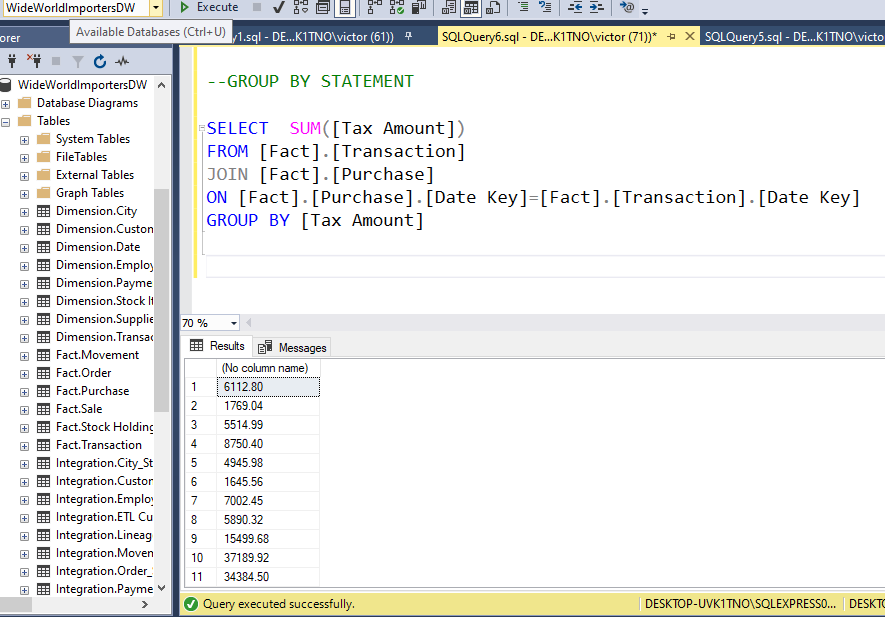 WideWorldImportersDW
Execute
Available Databases (Ctrl+U)
orer
y1.sql - DE...K1TNO\victor (61))
SQLQuery6.sql - DE...K1TNO\victor (71))*
SQLQuery5.sql - DE...K1TNO\victo
WideWorldImportersDW
Database Diagrams
Tables
System Tables
FileTables
External Tables
Graph Tables
Dimension.City
Dimension.Custon
Dimension.Date
Dimension.Employ
Dimension.Payme
Dimension.Stock It
Dimension.Supplie
Dimension.Transac
Fact.Movement
Fact.Order
Fact.Purchase
Fact.Sale
Fact.Stock Holding
Fact.Transaction
Integration.City_St
Integration.Custon
Integration.Employ
Integration.ETL Cu
Integration.Lineag
Integration.Moven
Integration.Order_
Integration.Payme
--GROUP BY STATEMENT
SELECT SUM([Tax Amount])
FROM [Fact].[Transaction]
JOIN [Fact].[Purchase]
ON [Fact].[Purchase].[Date Key]=[Fact].[Transaction].[Date Key]
GROUP BY [Tax Amount]
70 %
Results
Messages
(No column name)
1 6112.80
2 1769.04
3 5514.99
4 8750.40
5 4945.98
6 1645.56
7 7002.45
8 5890.32
9 15499.68
10 37189.92
11 34384.50
Query executed successfully.
DESKTOP-UVK1TNO\SQLEXPRESS0...
DESKTO